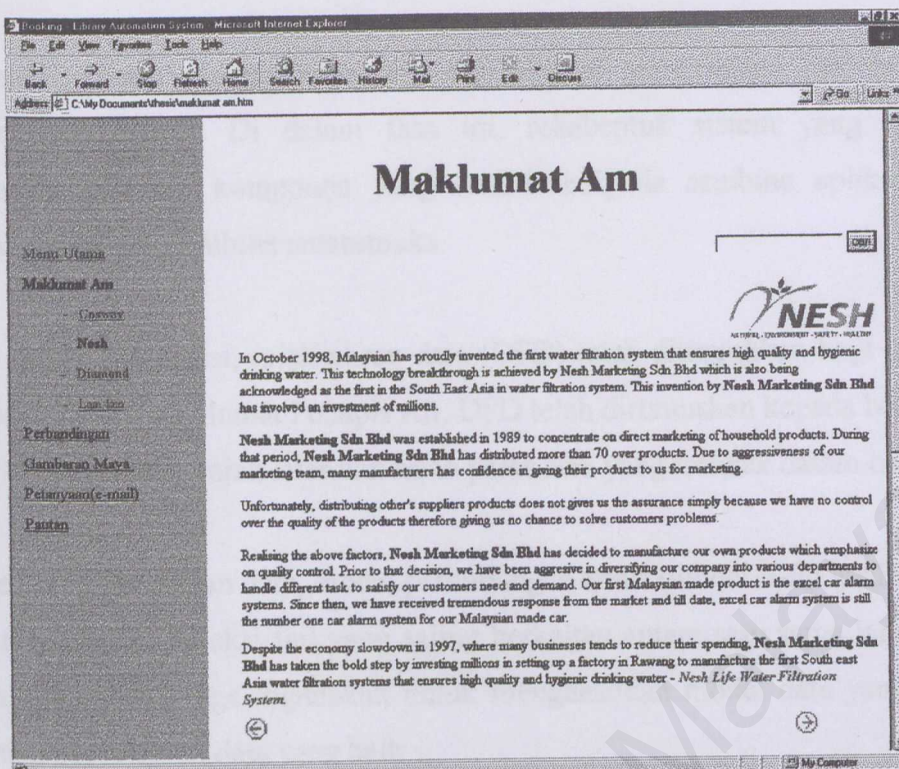 Booking - Library Automation System - Microsoft Internet Explorer
File Edit View Favorites Tools Help
Back Forward Stop Refresh Home Search Favorites History Mail Print Edit Discuss
Address C:\My Documents\thesis\maklumat am.htm Go Links
Maklumat Am
cari
Menu Utama
Maklumat Am
- Cosway
Nesh
- Diamond
- Lain-lain
Perbandingan
Gambaran Maya
Petanyaan(e-mail)
Pautan
NESH
NATURAL - ENVIRONMENT - SAFETY - HEALTHY
In October 1998, Malaysian has proudly invented the first water filtration system that ensures high quality and hygienic
drinking water. This technology breakthrough is achieved by Nesh Marketing Sdn Bhd which is also being
acknowledged as the first in the South East Asia in water filtration system. This invention by Nesh Marketing Sdn Bhd
has involved an investment of millions.
Nesh Marketing Sdn Bhd was established in 1989 to concentrate on direct marketing of household products. During
that period, Nesh Marketing Sdn Bhd has distributed more than 70 over products. Due to aggressiveness of our
marketing team, many manufacturers has confidence in giving their products to us for marketing.
Unfortunately, distributing other's suppliers products does not gives us the assurance simply because we have no control
over the quality of the products therefore giving us no chance to solve customers problems.
Realising the above factors, Nesh Marketing Sdn Bhd has decided to manufacture our own products which emphasize
on quality control. Prior to that decision, we have been aggresive in diversifying our company into various departments to
handle different task to satisfy our customers need and demand. Our first Malaysian made product is the excel car alarm
systems. Since then, we have received tremendous response from the market and till date, excel car alarm system is still
the number one car alarm system for our Malaysian made car.
Despite the economy slowdown in 1997, where many businesses tends to reduce their spending, Nesh Marketing Sdn
Bhd has taken the bold step by investing millions in setting up a factory in Rawang to manufacture the first South east
Asia water filtration systems that ensures high quality and hygienic drinking water - Nesh Life Water Filtration
System.
My Computer